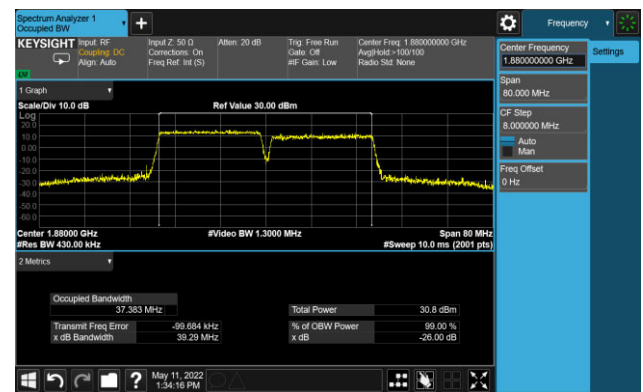 Spectrum Analyzer 1
Occupied BW
Frequency
KEYSIGHT Input: RF Input Z: 50 Ω Atten: 20 dB Trig: Free Run Center Freq: 1.880000000 GHz
Coupling: DC Corrections: On Gate: Off Avg|Hold:>100/100
Align: Auto Freq Ref: Int (S) #IF Gain: Low Radio Std: None
Center Frequency
1.880000000 GHz
Settings
Span
80.000 MHz
CF Step
8.000000 MHz
Auto
Man
Freq Offset
0 Hz
1 Graph
Scale/Div 10.0 dB Ref Value 30.00 dBm
Log
20.0
10.0
0.00
-10.0
-20.0
-30.0
-40.0
-50.0
-60.0
Center 1.88000 GHz #Video BW 1.3000 MHz Span 80 MHz
#Res BW 430.00 kHz #Sweep 10.0 ms (2001 pts)
2 Metrics
Occupied Bandwidth
37.383 MHz Total Power 30.8 dBm
Transmit Freq Error -99.684 kHz % of OBW Power 99.00 %
x dB Bandwidth 39.29 MHz x dB -26.00 dB
? May 11, 2022
1:34:16 PM